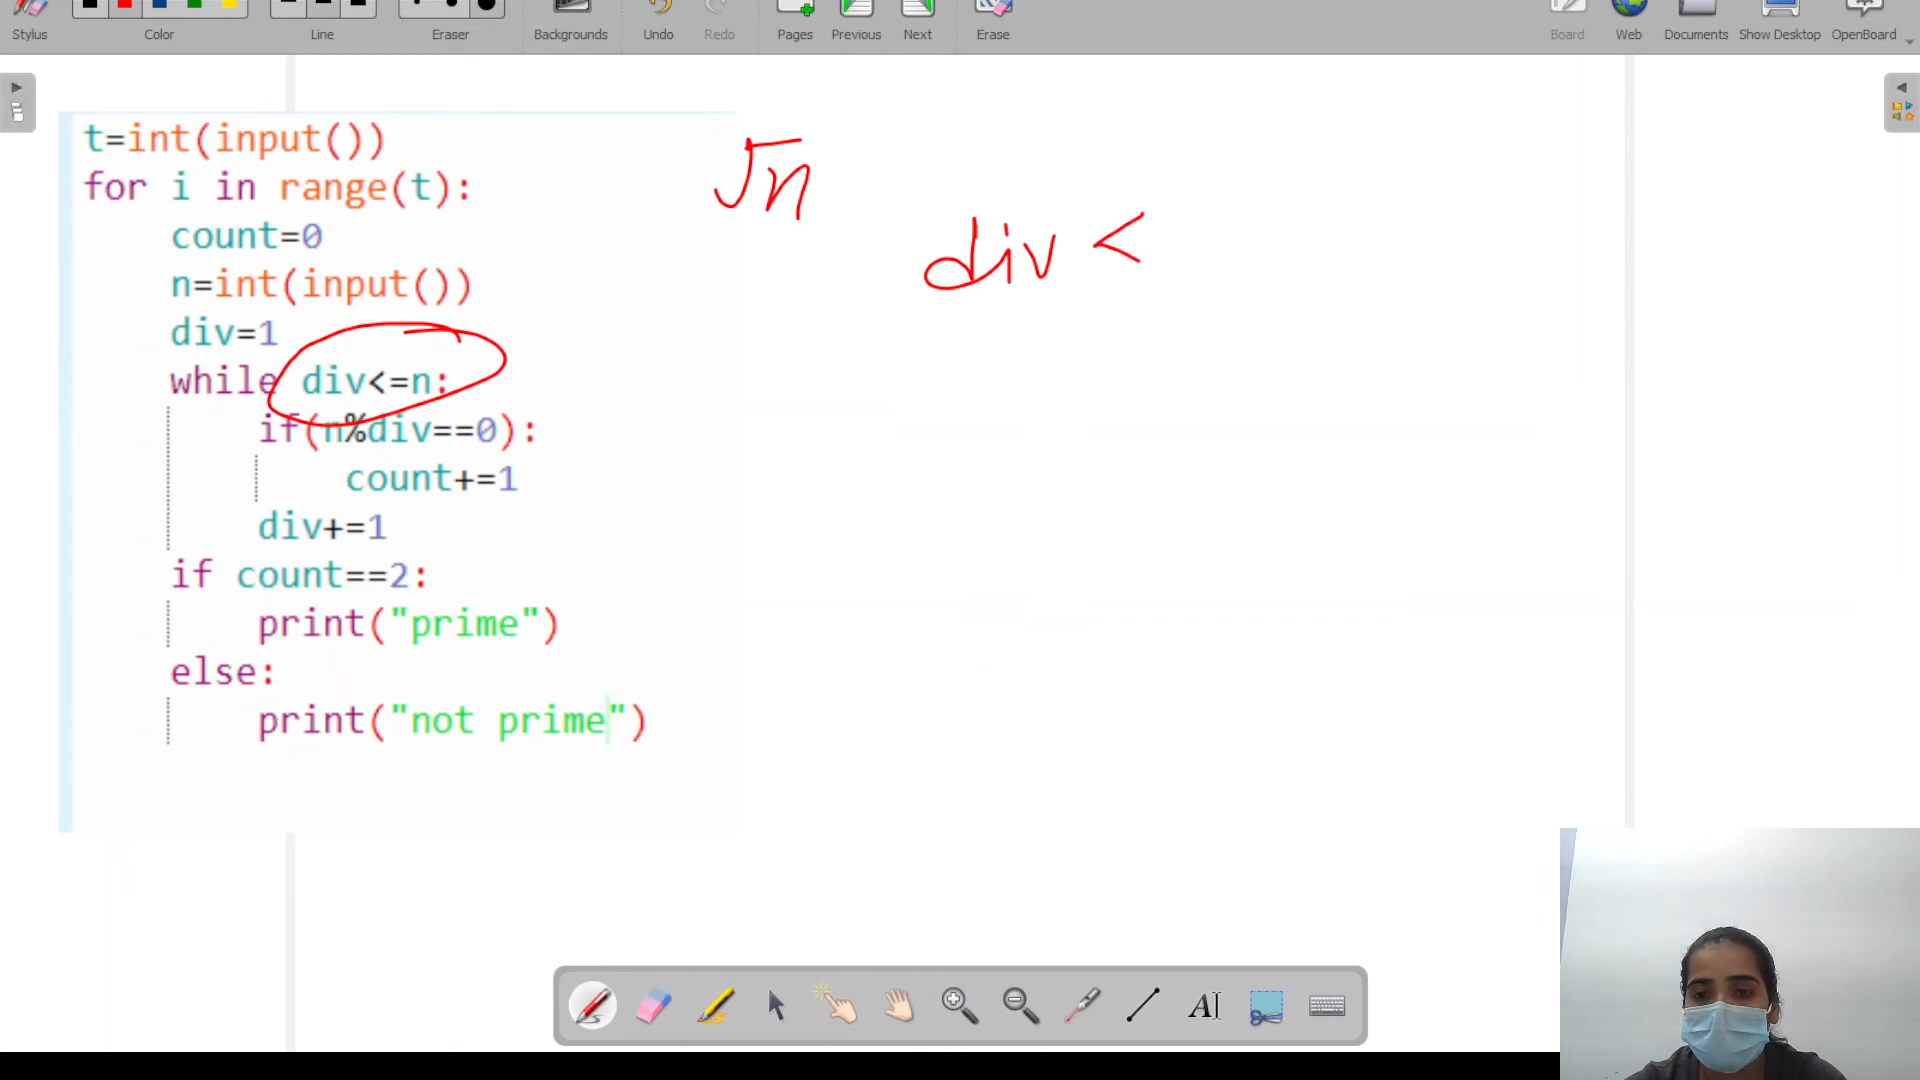 Stylus
Color
Line
Eraser
Backgrounds
Undo
Redo
Pages
Previous
Next
Erase
Board
Web
Documents
Show Desktop
OpenBoard
t=int(input())
for i in range(t):
count=0
n=int(input())
div=1
while div<=n:
if(n%div==0):
count+=1
div+=1
if count==2:
print("prime")
else:
print("not prime")
√n
div <